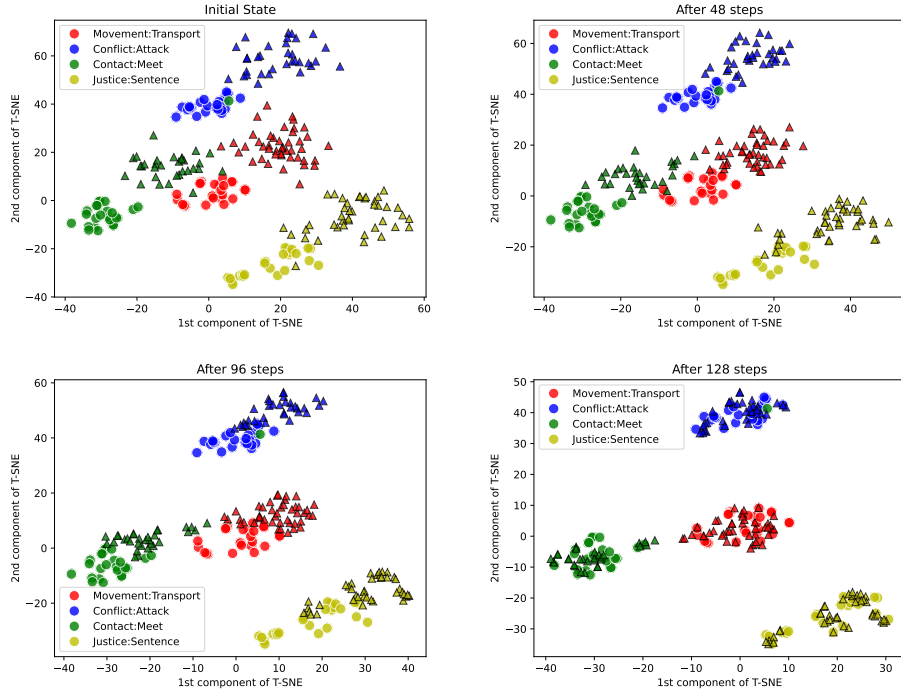 Initial State
70
60
40
20
0
−20
−40
−40
−20
0
20
40
60
2nd component of T-SNE
1st component of T-SNE
Movement:Transport
Conflict:Attack
Contact:Meet
Justice:Sentence
After 48 steps
60
40
20
0
−20
−40
−20
0
20
40
2nd component of T-SNE
1st component of T-SNE
Movement:Transport
Conflict:Attack
Contact:Meet
Justice:Sentence
After 96 steps
60
40
20
0
−20
−40
−30
−20
−10
0
10
20
30
40
2nd component of T-SNE
1st component of T-SNE
Movement:Transport
Conflict:Attack
Contact:Meet
Justice:Sentence
After 128 steps
50
40
30
20
10
0
−10
−20
−30
−40
−30
−20
−10
0
10
20
30
2nd component of T-SNE
1st component of T-SNE
Movement:Transport
Conflict:Attack
Contact:Meet
Justice:Sentence